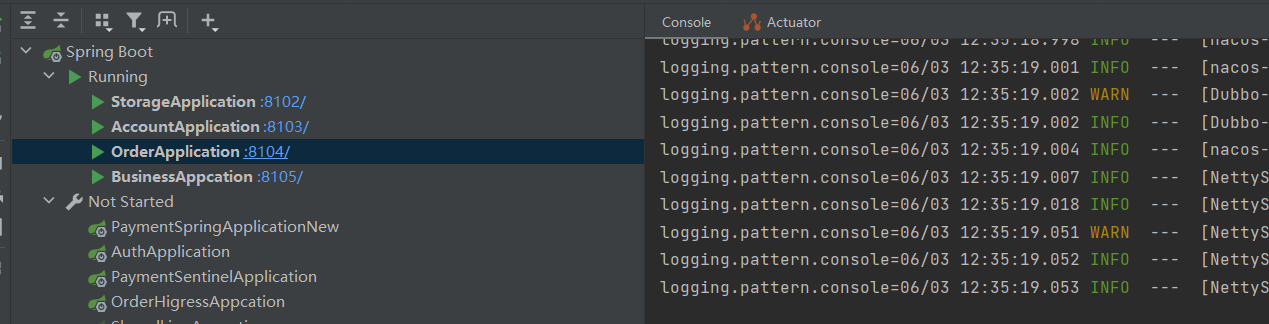 Spring Boot
Running
StorageApplication :8102/
AccountApplication :8103/
OrderApplication :8104/
BusinessAppcation :8105/
Not Started
PaymentSpringApplicationNew
AuthApplication
PaymentSentinelApplication
OrderHigressAppcation
Console Actuator
logging.pattern.console=06/03 12:35:18.998 INFO --- [nacos-
logging.pattern.console=06/03 12:35:19.001 INFO --- [nacos-
logging.pattern.console=06/03 12:35:19.002 WARN --- [Dubbo-
logging.pattern.console=06/03 12:35:19.002 INFO --- [Dubbo-
logging.pattern.console=06/03 12:35:19.004 INFO --- [nacos-
logging.pattern.console=06/03 12:35:19.007 INFO --- [NettyS
logging.pattern.console=06/03 12:35:19.018 INFO --- [NettyS
logging.pattern.console=06/03 12:35:19.051 WARN --- [NettyS
logging.pattern.console=06/03 12:35:19.052 INFO --- [NettyS
logging.pattern.console=06/03 12:35:19.053 INFO --- [NettyS